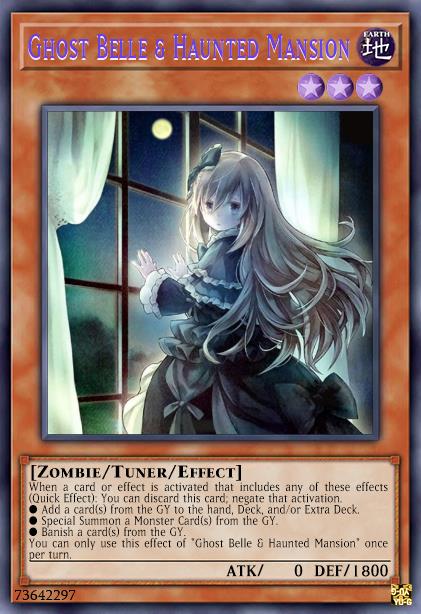 Ghost Belle & Haunted Mansion
EARTH
地
[Zombie/Tuner/Effect]
When a card or effect is activated that includes any of these effects
(Quick Effect): You can discard this card; negate that activation.
● Add a card(s) from the GY to the hand, Deck, and/or Extra Deck.
● Special Summon a Monster Card(s) from the GY.
● Banish a card(s) from the GY.
You can only use this effect of "Ghost Belle & Haunted Mansion" once
per turn.
ATK/ 0 DEF/1800
73642297